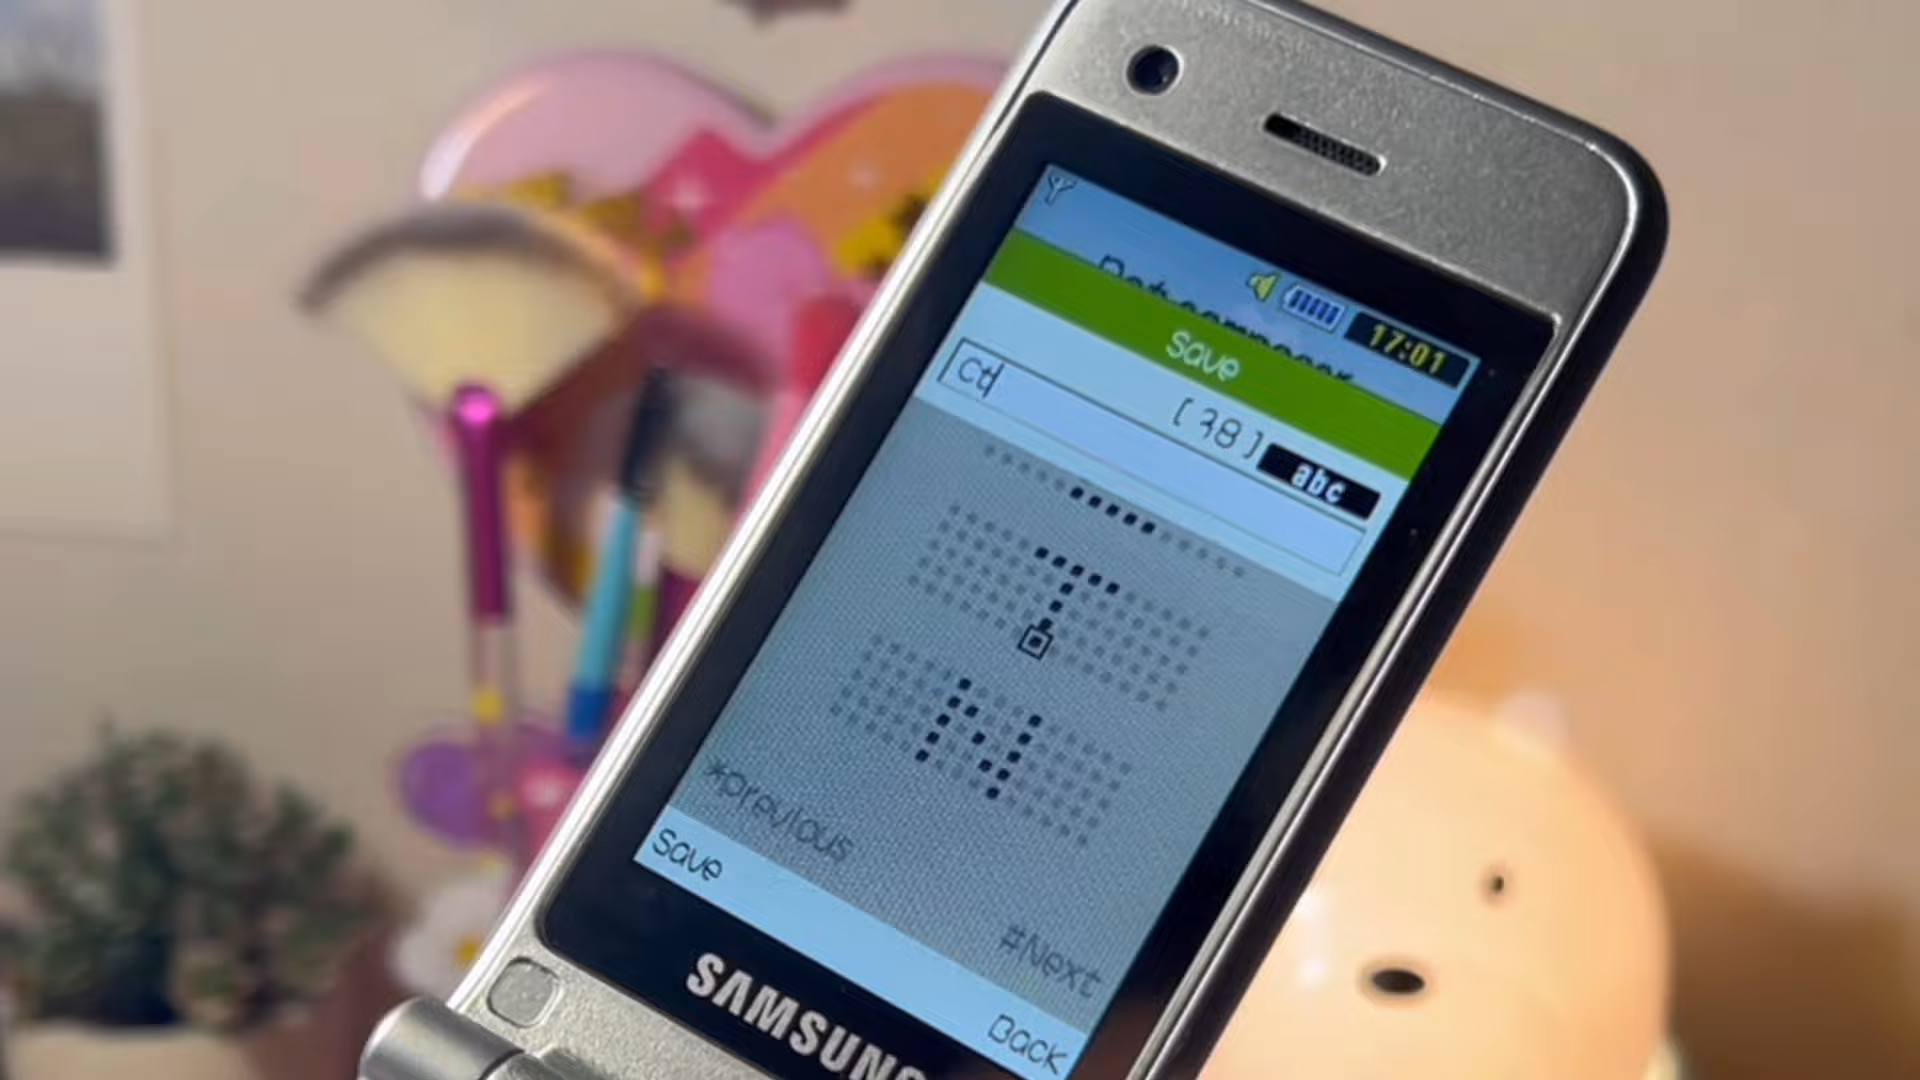 17:01
Save
Ct
[ 38 ] abc
T
N
*previous
#Next
Save
Back
SAMSUNG